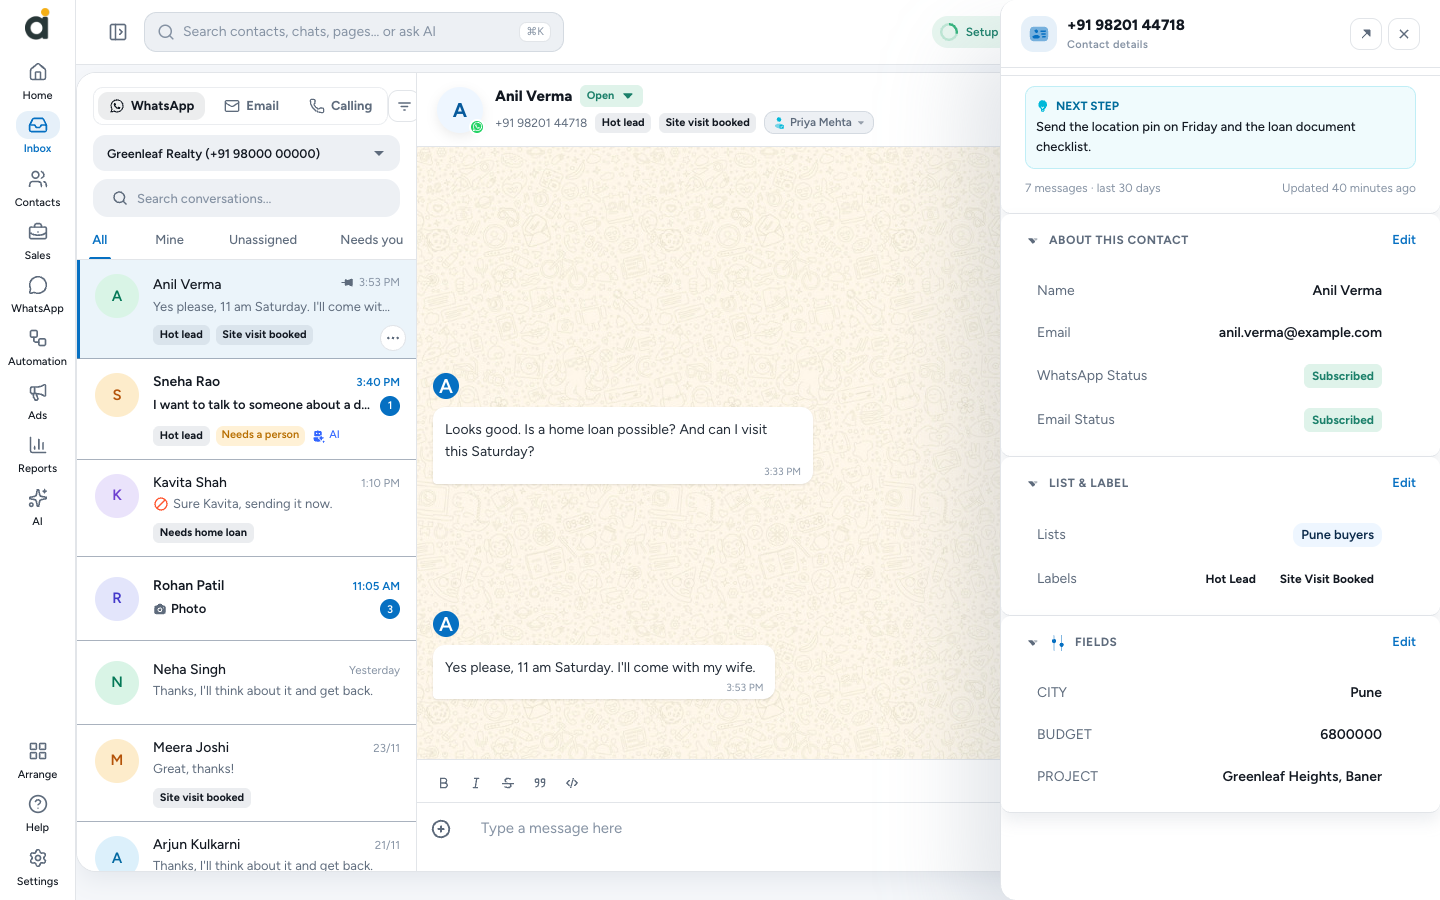 a
Home
Inbox
Contacts
Sales
WhatsApp
Automation
Ads
Reports
AI
Arrange
Help
Settings
Search contacts, chats, pages... or ask AI
⌘K
Setup
WhatsApp
Email
Calling
Greenleaf Realty (+91 98000 00000)
Search conversations...
All
Mine
Unassigned
Needs you
A
Anil Verma
3:53 PM
Yes please, 11 am Saturday. I'll come wit...
Hot lead
Site visit booked
S
Sneha Rao
3:40 PM
I want to talk to someone about a d...
1
Hot lead
Needs a person
AI
K
Kavita Shah
1:10 PM
Sure Kavita, sending it now.
Needs home loan
R
Rohan Patil
11:05 AM
Photo
3
N
Neha Singh
Yesterday
Thanks, I'll think about it and get back.
M
Meera Joshi
23/11
Great, thanks!
Site visit booked
A
Arjun Kulkarni
21/11
Thanks, I'll think about it and get back.
A
Anil Verma
Open
+91 98201 44718
Hot lead
Site visit booked
Priya Mehta
A
Looks good. Is a home loan possible? And can I visit
this Saturday?
3:33 PM
A
Yes please, 11 am Saturday. I'll come with my wife.
3:53 PM
B
I
S
Type a message here
+91 98201 44718
Contact details
NEXT STEP
Send the location pin on Friday and the loan document
checklist.
7 messages · last 30 days
Updated 40 minutes ago
ABOUT THIS CONTACT
Edit
Name
Anil Verma
Email
anil.verma@example.com
WhatsApp Status
Subscribed
Email Status
Subscribed
LIST & LABEL
Edit
Lists
Pune buyers
Labels
Hot Lead
Site Visit Booked
FIELDS
Edit
CITY
Pune
BUDGET
6800000
PROJECT
Greenleaf Heights, Baner